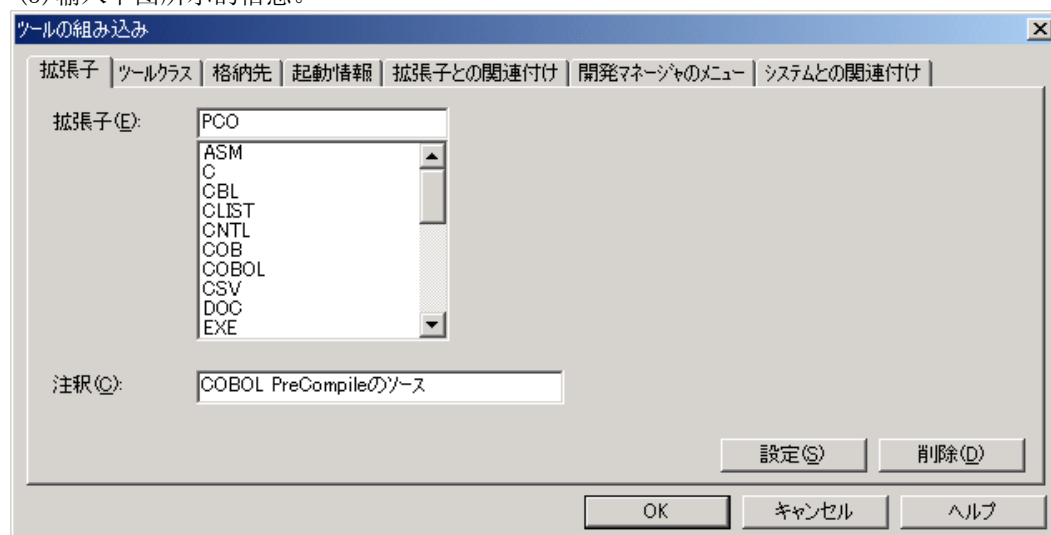 (3)输入下图所示的信息。
ツールの組み込み
拡張子 ツールクラス 格納先 起動情報 拡張子との関連付け 開発マネージャのメニュー システムとの関連付け
拡張子(E): PCO
ASM
C
CBL
CLIST
CNTL
COB
COBOL
CSV
DOC
EXE
注釈(C): COBOL PreCompileのソース
設定(S) 削除(D)
OK キャンセル ヘルプ